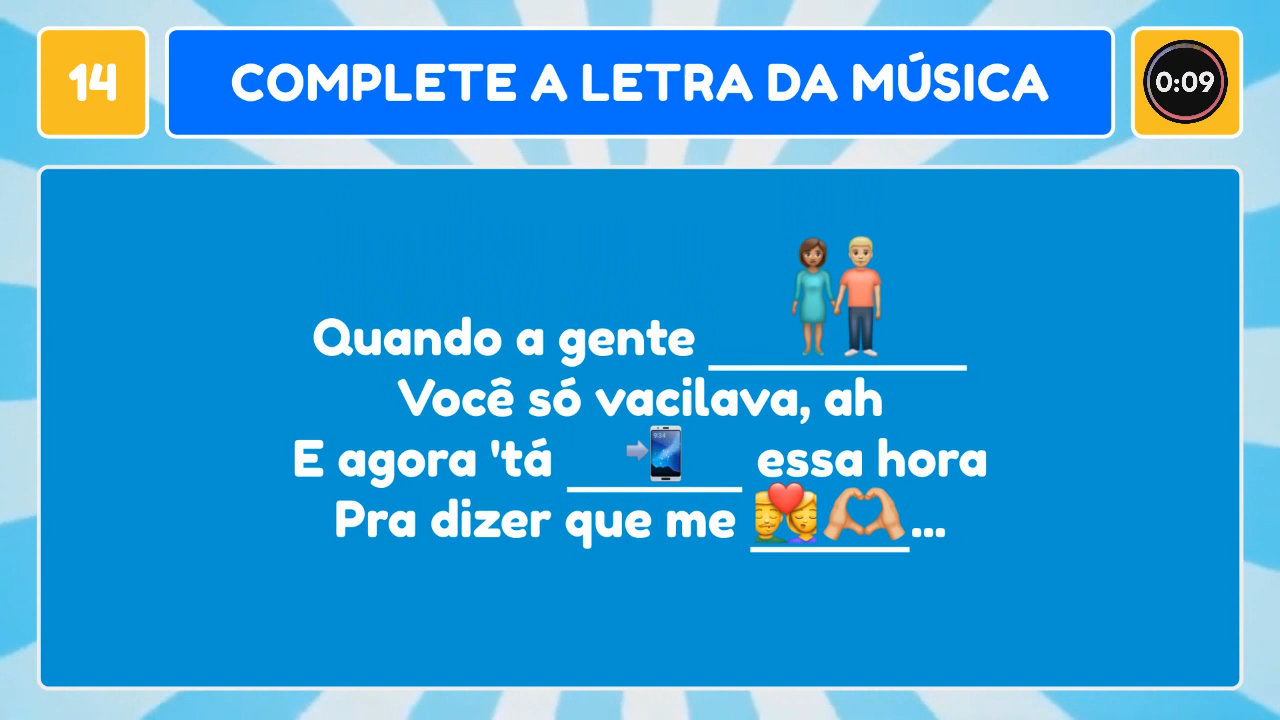 14
COMPLETE A LETRA DA MÚSICA
0:09
Quando a gente
Você só vacilava, ah
E agora 'tá essa hora
Pra dizer que me ...